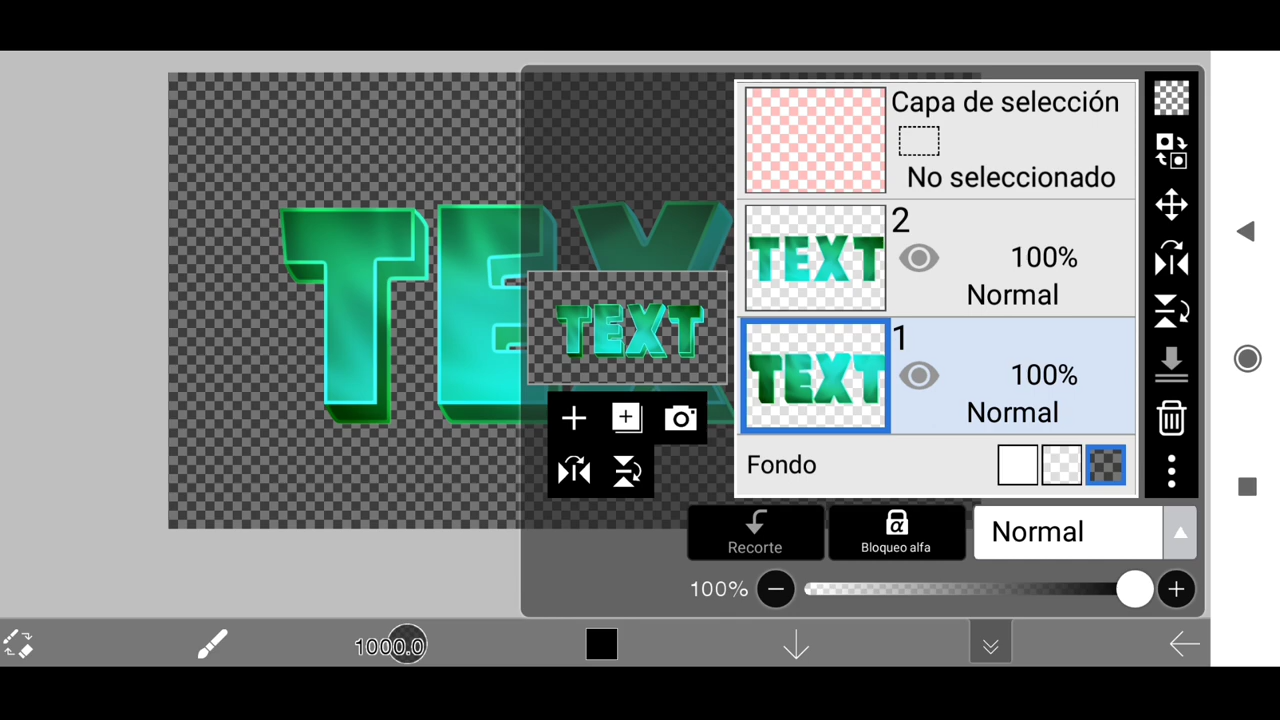 TEXT
Capa de selección
No seleccionado
2
TEXT
100%
Normal
TEXT
1
TEXT
100%
Normal
Fondo
Recorte
α
Bloqueo alfa
Normal
100%
1000.0